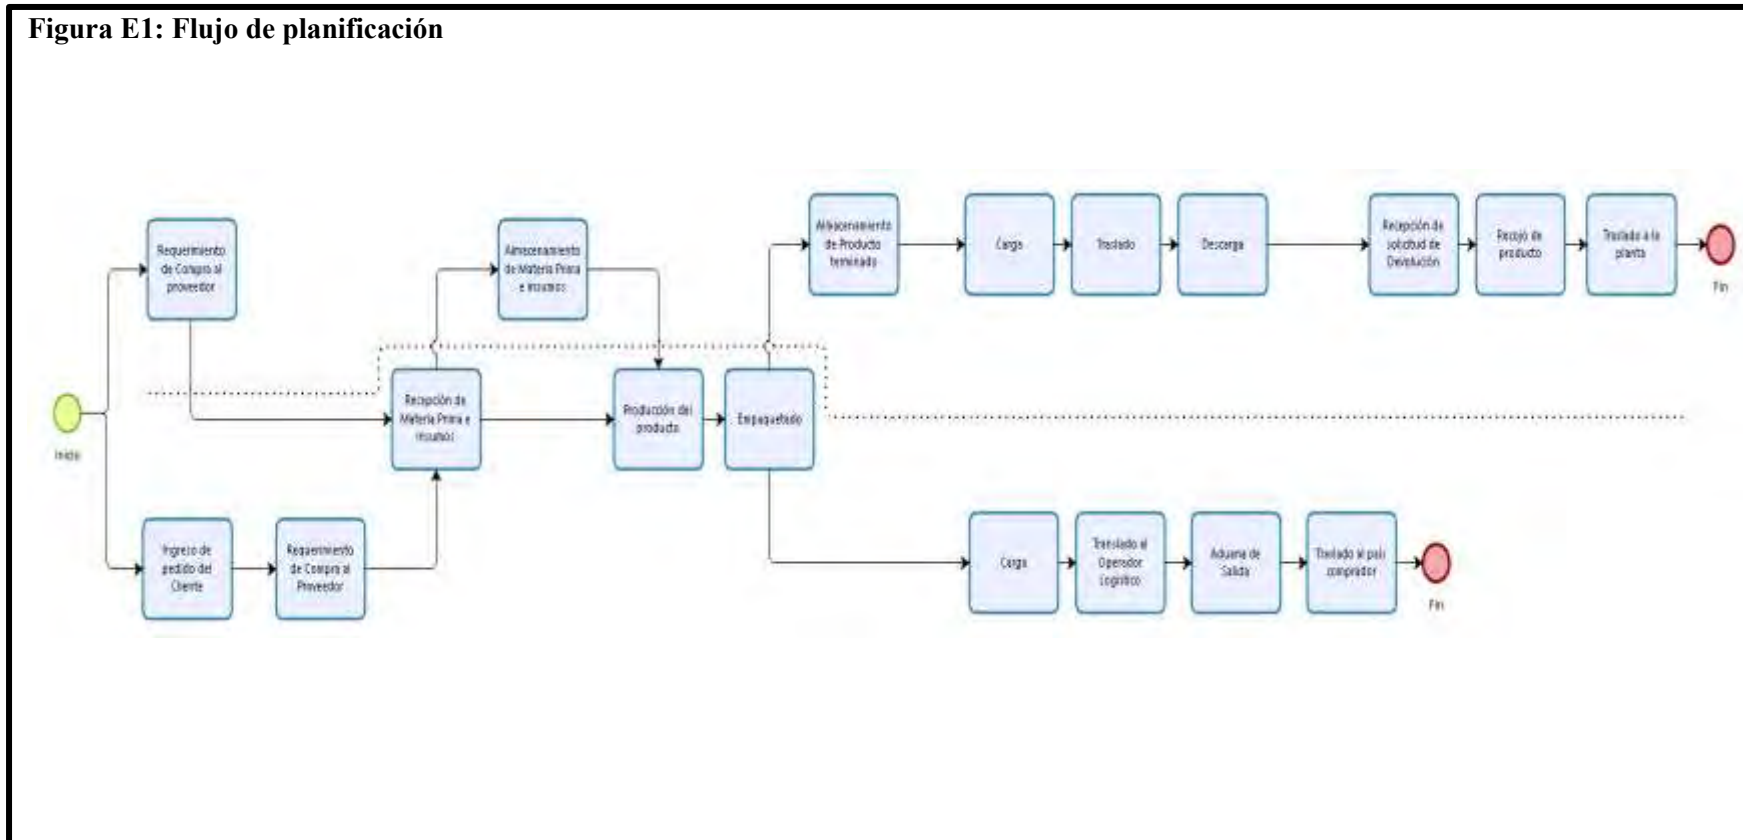 Figura E1: Flujo de planificación
Requerimiento
de Compra al
proveedor
Almacenamiento
de Materia Prima
e insumos
Almacenamiento
de Producto
terminado
Carga
Traslado
Descarga
Recepción de
solicitud de
Devolución
Recojo de
producto
Traslado a la
planta
Fin
Inicio
Recepción de
Materia Prima e
insumos
Producción del
producto
Empaquetado
Ingreso de
pedido del
Cliente
Requerimiento
de Compra al
Proveedor
Carga
Translado al
Operador
Logístico
Aduana de
Salida
Traslado al país
comprador
Fin